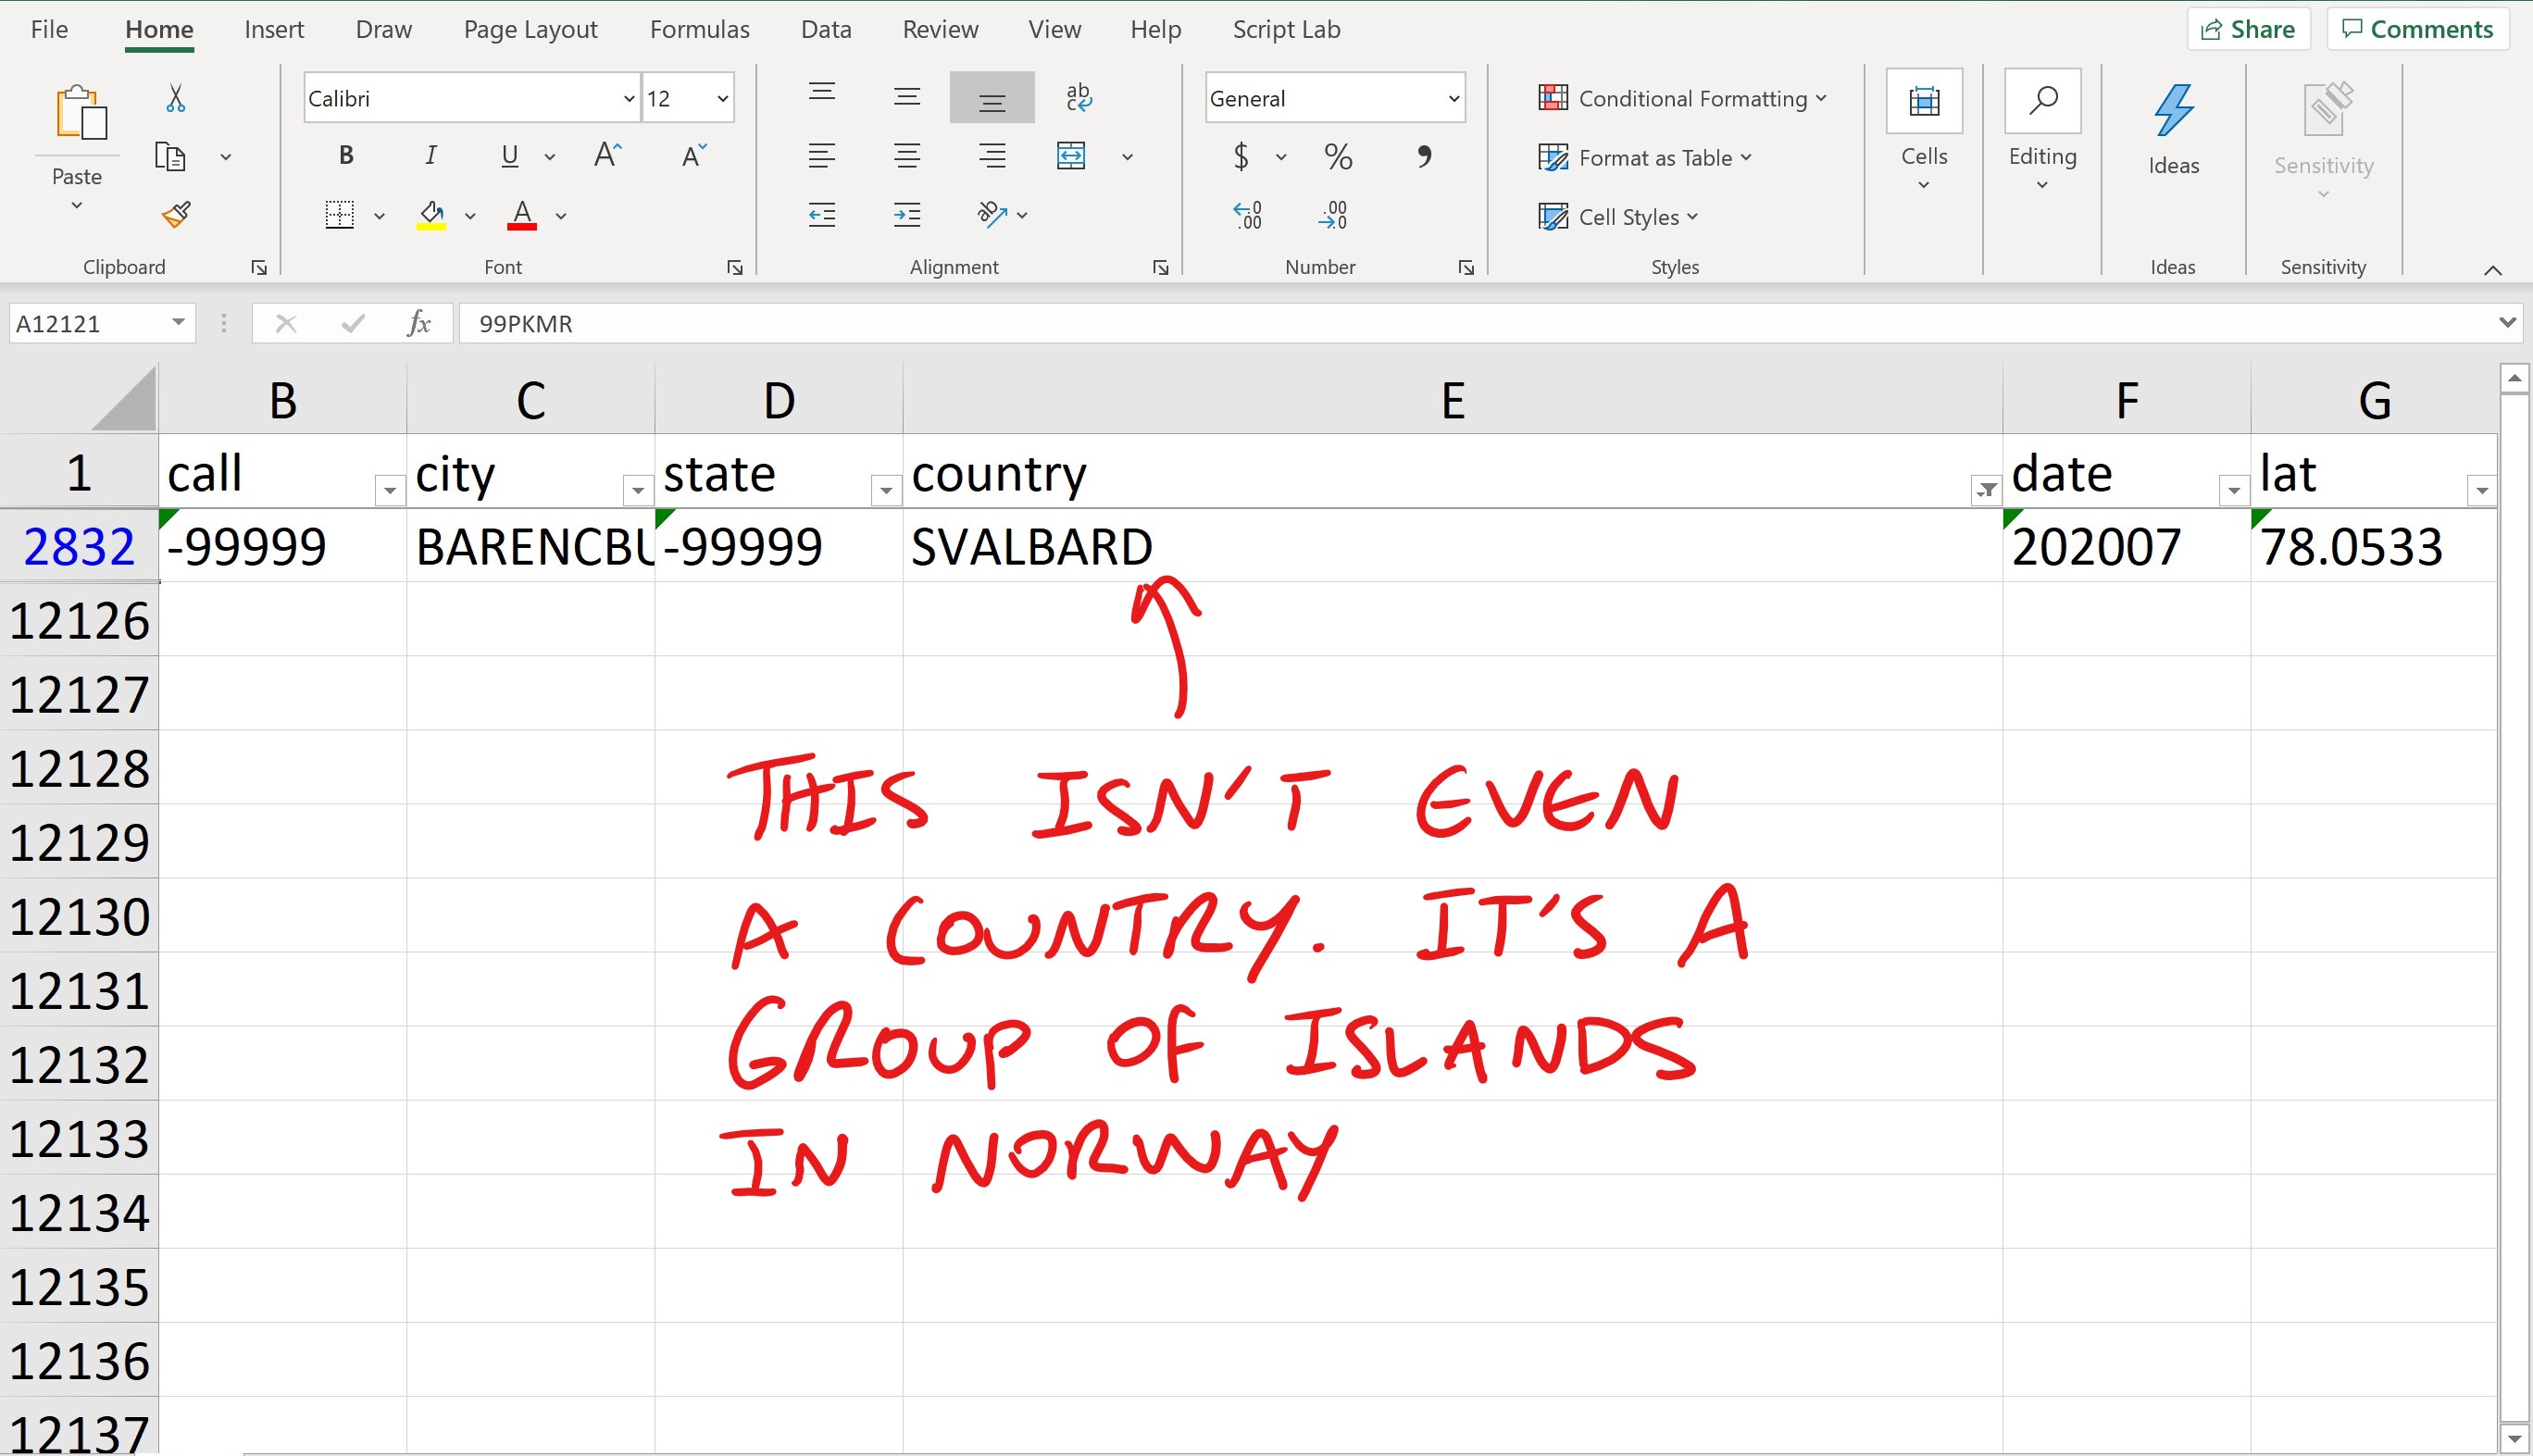 File Home Insert Draw Page Layout Formulas Data Review View Help Script Lab Share Comments
Calibri 12 General Conditional Formatting
Paste B I U $ % Format as Table Cells Editing Ideas Sensitivity
Cell Styles
Clipboard Font Alignment Number Styles Ideas Sensitivity
A12121 fx 99PKMR
B C D E F G
1 call city state country date lat
2832 -99999 BARENCBU -99999 SVALBARD 202007 78.0533
12126
12127
12128
12129
12130
12131
12132
12133
12134
12135
12136
12137
THIS ISN'T EVEN
A COUNTRY. IT'S A
GROUP OF ISLANDS
IN NORWAY